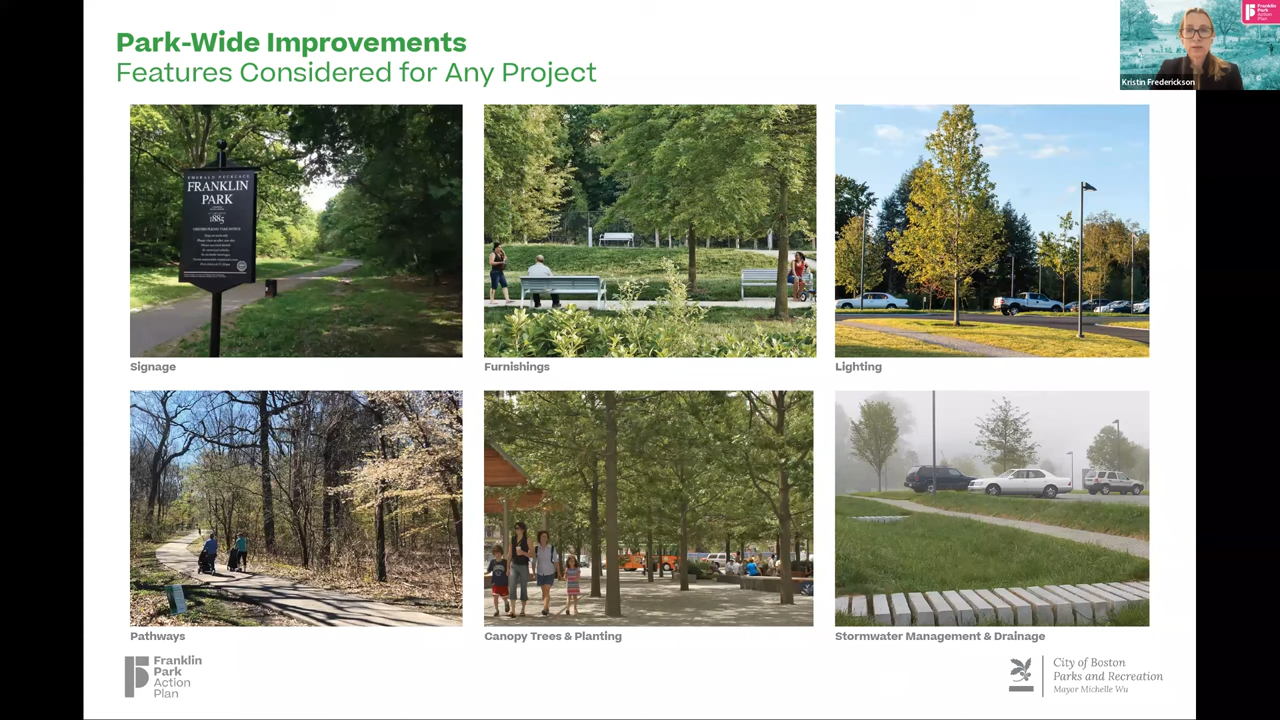 Park-Wide Improvements
Features Considered for Any Project
Franklin
Park
Action
Plan
Kristin Frederickson
EMERALD NECKLACE
FRANKLIN
PARK
1885
Signage
Furnishings
Lighting
Pathways
Canopy Trees & Planting
Stormwater Management & Drainage
Franklin
Park
Action
Plan
City of Boston
Parks and Recreation
Mayor Michelle Wu